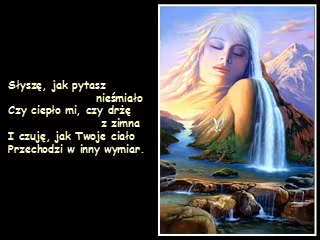 Słyszę, jak pytasz
nieśmiało
Czy ciepło mi, czy drżę
z zimna
I czuję, jak Twoje ciało
Przechodzi w inny wymiar.